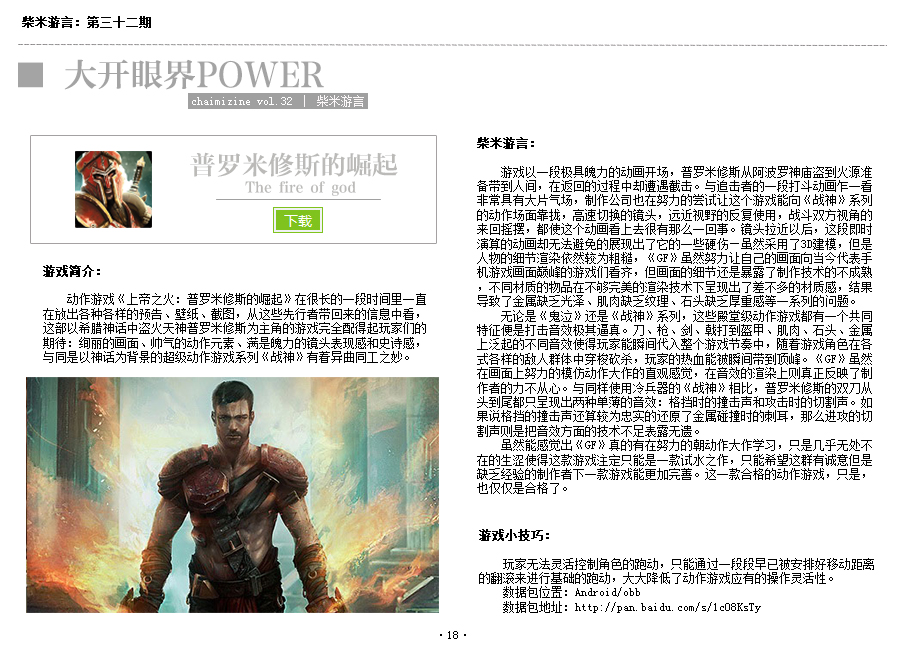 柴米游言：第三十二期
大开眼界POWER
chaimizine vol.32 | 柴米游言
普罗米修斯的崛起
The fire of god
下载
游戏简介：
动作游戏《上帝之火：普罗米修斯的崛起》在很长的一段时间里一直
在放出各种各样的预告、壁纸、截图，从这些先行者带回来的信息中看，
这部以希腊神话中盗火天神普罗米修斯为主角的游戏完全配得起玩家们的
期待：绚丽的画面、帅气的动作元素、满是魄力的镜头表现感和史诗感，
与同是以神话为背景的超级动作游戏系列《战神》有着异曲同工之妙。
柴米游言：
游戏以一段极具魄力的动画开场，普罗米修斯从阿波罗神庙盗到火源准
备带到人间，在返回的过程中却遭遇截击。与追击者的一段打斗动画乍一看
非常具有大片气场，制作公司也在努力的尝试让这个游戏能向《战神》系列
的动作场面靠拢，高速切换的镜头，远近视野的反复使用，战斗双方视角的
来回摇摆，都使这个动画看上去很有那么一回事。镜头拉近以后，这段即时
演算的动画却无法避免的展现出了它的一些硬伤－虽然采用了3D建模，但是
人物的细节渲染依然较为粗糙，《GF》虽然努力让自己的画面向当今代表手
机游戏画面巅峰的游戏们看齐，但画面的细节还是暴露了制作技术的不成熟
，不同材质的物品在不够完美的渲染技术下呈现出了差不多的材质感，结果
导致了金属缺乏光泽、肌肉缺乏纹理、石头缺乏厚重感等一系列的问题。
无论是《鬼泣》还是《战神》系列，这些殿堂级动作游戏都有一个共同
特征便是打击音效极其逼真。刀、枪、剑、戟打到盔甲、肌肉、石头、金属
上泛起的不同音效使得玩家能瞬间代入整个游戏节奏中，随着游戏角色在各
式各样的敌人群体中穿梭砍杀，玩家的热血能被瞬间带到顶峰。《GF》虽然
在画面上努力的模仿动作大作的直观感觉，在音效的渲染上则真正反映了制
作者的力不从心。与同样使用冷兵器的《战神》相比，普罗米修斯的双刀从
头到尾都只呈现出两种单薄的音效：格挡时的撞击声和攻击时的切割声。如
果说格挡的撞击声还算较为忠实的还原了金属碰撞时的刺耳，那么进攻的切
割声则是把音效方面的技术不足表露无遗。
虽然能感觉出《GF》真的有在努力的朝动作大作学习，只是几乎无处不
在的生涩使得这款游戏注定只能是一款试水之作，只能希望这群有诚意但是
缺乏经验的制作者下一款游戏能更加完善。这一款合格的动作游戏，只是，
也仅仅是合格了。
游戏小技巧：
玩家无法灵活控制角色的跑动，只能通过一段段早已被安排好移动距离
的翻滚来进行基础的跑动，大大降低了动作游戏应有的操作灵活性。
数据包位置：Android/obb
数据包地址：http://pan.baidu.com/s/1c08KsTy
·18·